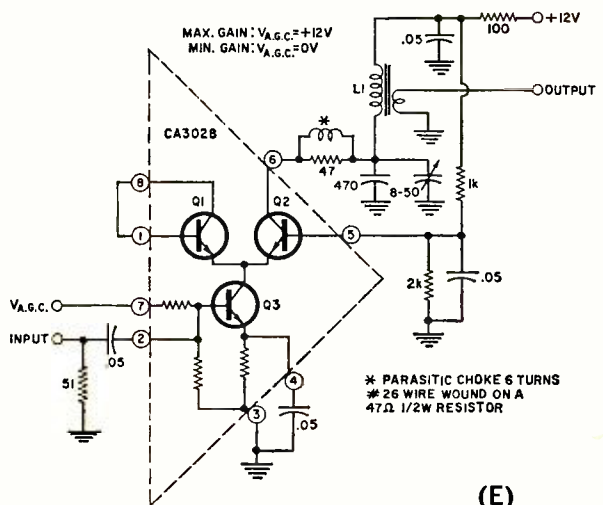 MAX. GAIN: VA.G.C.=+12V
MIN. GAIN: VA.G.C.=0V
.05
100
+12V
L1
OUTPUT
CA3028
*
6
47
470
8-50
1k
8
Q1
Q2
1
5
2k
.05
VA.G.C.
7
Q3
INPUT
.05
2
51
4
3
.05
* PARASITIC CHOKE 6 TURNS
# 26 WIRE WOUND ON A
47Ω 1/2W RESISTOR
(E)